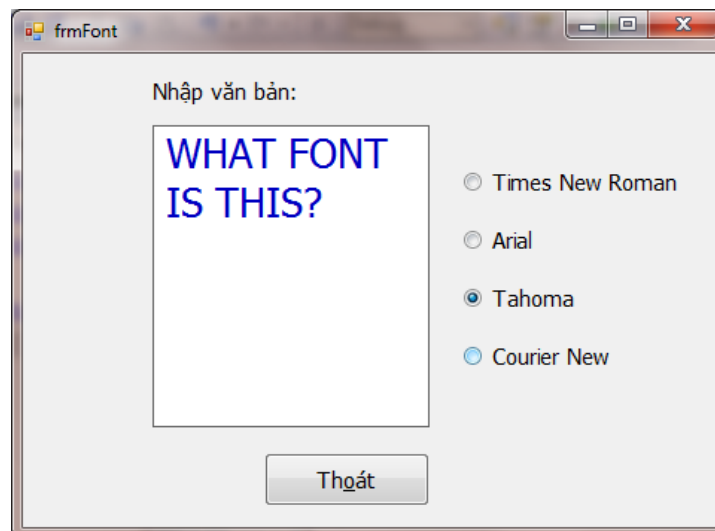 frmFont
Nhập văn bản:
WHAT FONT
IS THIS?
Times New Roman
Arial
Tahoma
Courier New
Thoát